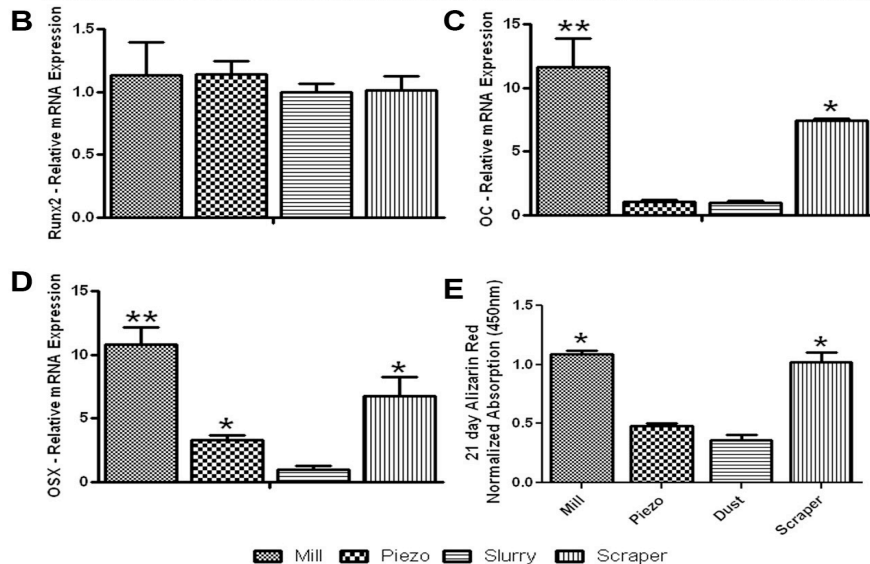 B
Runx2 - Relative mRNA Expression
1.5
1.0
0.5
0.0
C
OC - Relative mRNA Expression
15
10
5
0
**
*
D
OSX - Relative mRNA Expression
15
10
5
0
**
*
*
E
21 day Alizarin Red
Normalized Absorption (450nm)
1.5
1.0
0.5
0.0
*
*
Mill
Piezo
Dust
Scraper
Mill Piezo Slurry Scraper